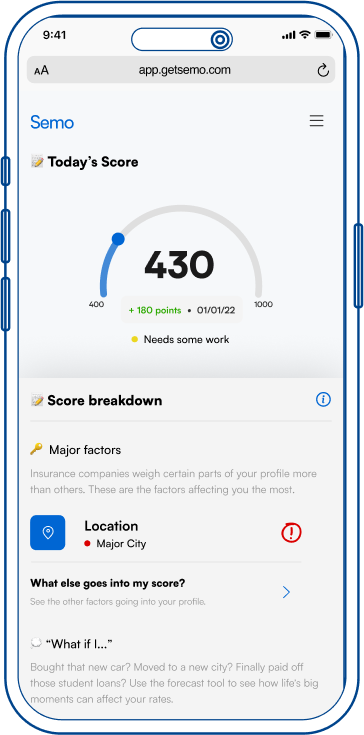 9:41
AA
app.getsemo.com
Semo
Today's Score
430
400
1000
+ 180 points • 01/01/22
Needs some work
Score breakdown
Major factors
Insurance companies weigh certain parts of your profile more
than others. These are the factors affecting you the most.
Location
Major City
What else goes into my score?
See the other factors going into your profile.
“What if I...”
Bought that new car? Moved to a new city? Finally paid off
those student loans? Use the forecast tool to see how life's big
moments can affect your rates.